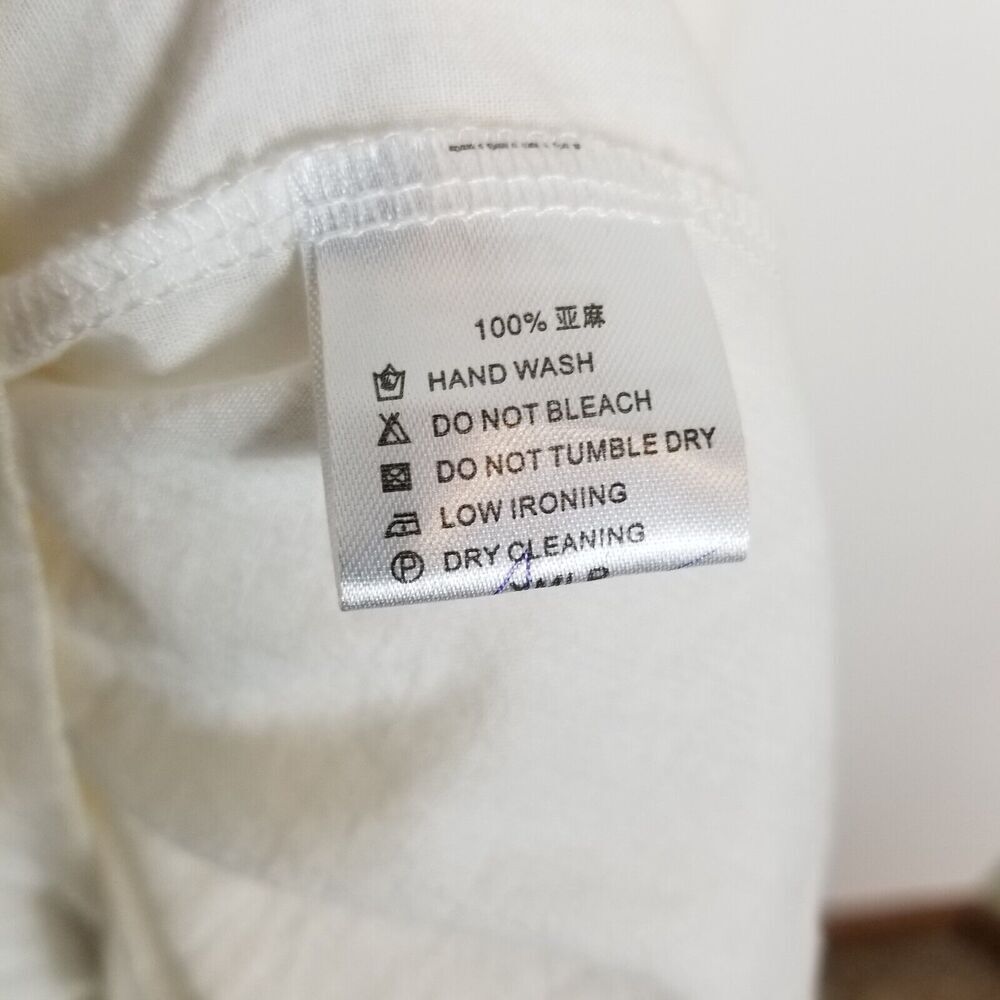 100% 亚麻
HAND WASH
DO NOT BLEACH
DO NOT TUMBLE DRY
LOW IRONING
P DRY CLEANING